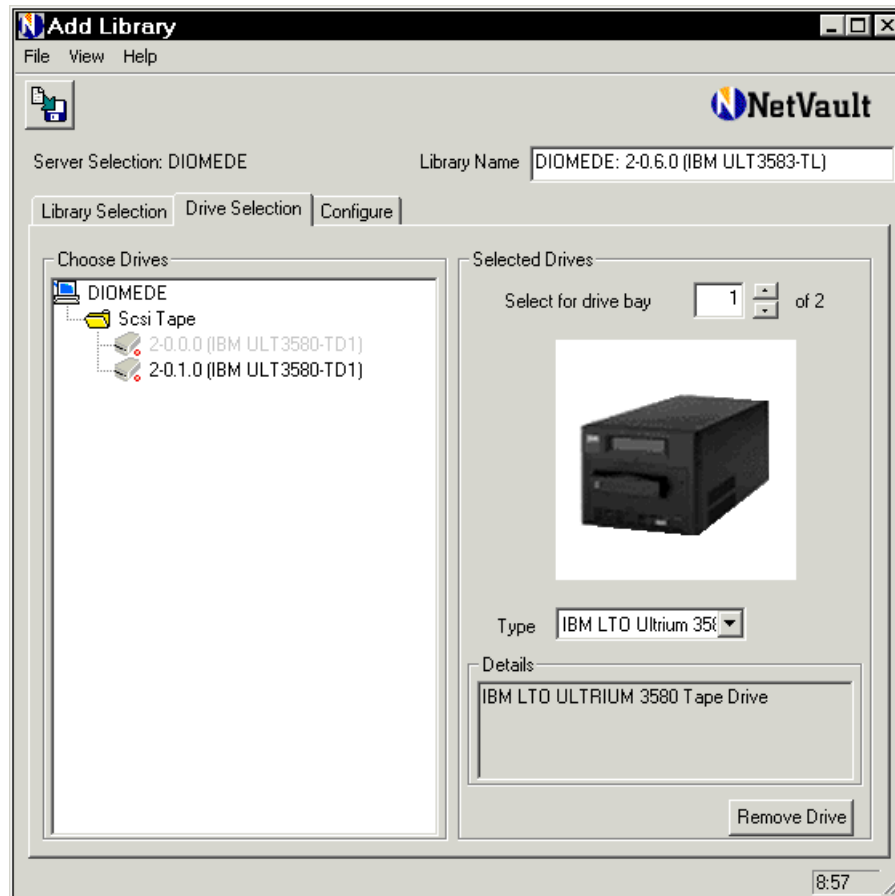 Add Library
File View Help
NetVault
Server Selection: DIOMEDE Library Name DIOMEDE: 2-0.6.0 (IBM ULT3583-TL)
Library Selection Drive Selection Configure
Choose Drives Selected Drives
DIOMEDE
Select for drive bay 1 of 2
Scsi Tape
2-0.0.0 (IBM ULT3580-TD1)
2-0.1.0 (IBM ULT3580-TD1)
Type IBM LTO Ultrium 358
Details
IBM LTO ULTRIUM 3580 Tape Drive
Remove Drive
8:57